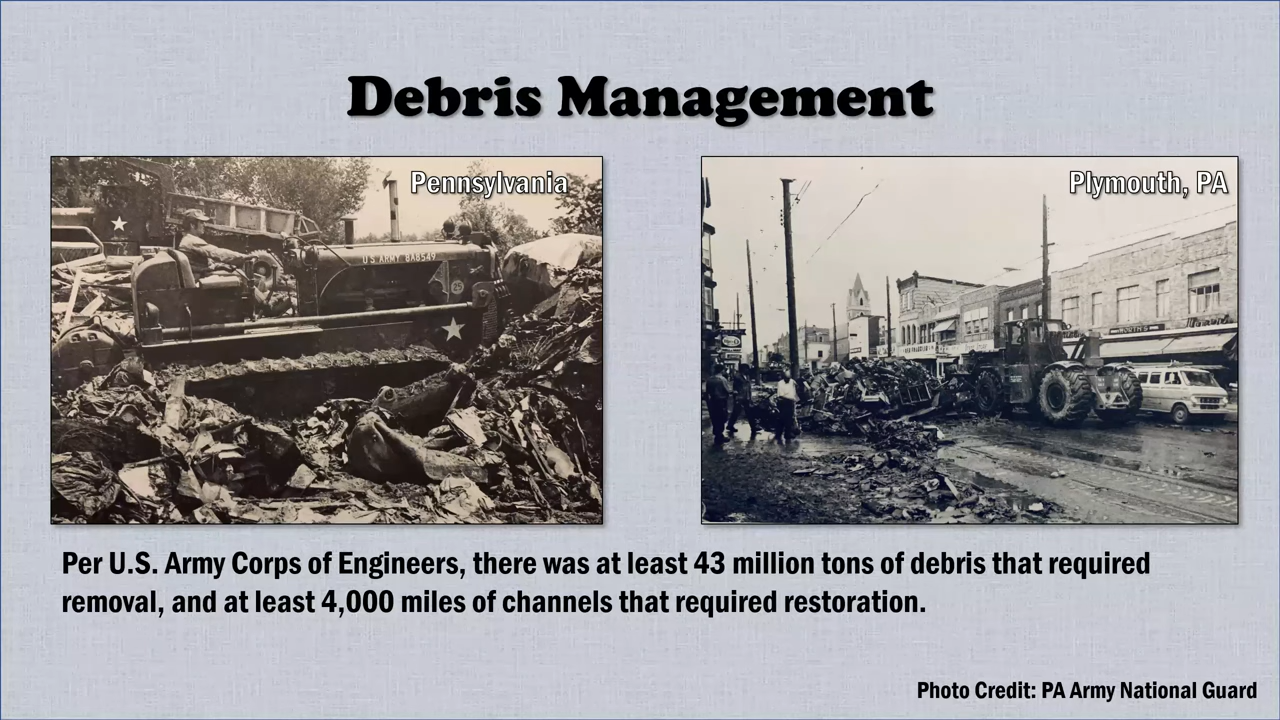 Debris Management
Pennsylvania
U S ARMY 8A8549
Plymouth, PA
Per U.S. Army Corps of Engineers, there was at least 43 million tons of debris that required
removal, and at least 4,000 miles of channels that required restoration.
Photo Credit: PA Army National Guard